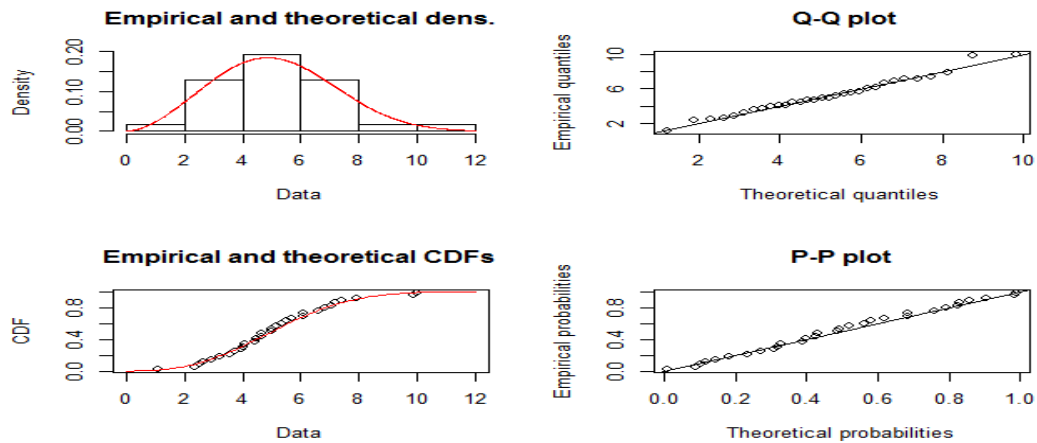 Empirical and theoretical dens.
Density
0.00 0.10 0.20
0 2 4 6 8 10 12
Data
Q-Q plot
Empirical quantiles
2 6 10
2 4 6 8 10
Theoretical quantiles
Empirical and theoretical CDFs
CDF
0.0 0.4 0.8
0 2 4 6 8 10 12
Data
P-P plot
Empirical probabilities
0.0 0.4 0.8
0.0 0.2 0.4 0.6 0.8 1.0
Theoretical probabilities